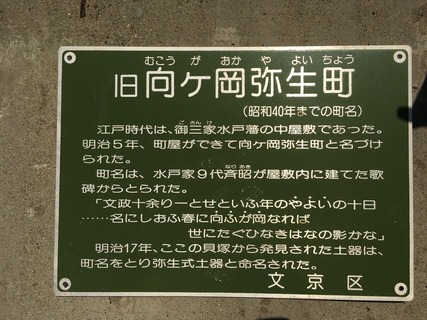 むこう が おか や よい ちょう
旧 向ケ岡弥生町
(昭和40年までの町名)
ご さん け
江戸時代は、御三家水戸藩の中屋敷であった。
明治5年、町屋ができて向ケ岡弥生町と名づけ
られた。
なり あき
町名は、水戸家9代斉昭が屋敷内に建てた歌
碑からとられた。
「文政十余りーとせといふ年のやよいの十日
……名にしおふ春に向ふが岡なれば
世にたぐひなきはなの影かな」
明治17年、ここの貝塚から発見された土器は、
町名をとり弥生式土器と命名された。
文 京 区